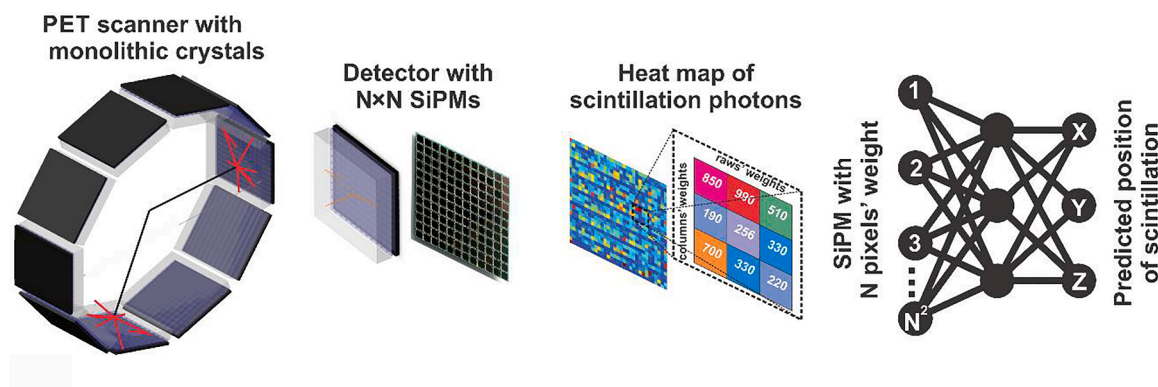 PET scanner with
monolithic crystals
Detector with
N×N SiPMs
Heat map of
scintillation photons
raws' weights
columns' weights
850
990
510
190
256
330
700
330
220
SiPM with
N pixels' weight
1
2
3
N²
X
Y
Z
Predicted position
of scintillation